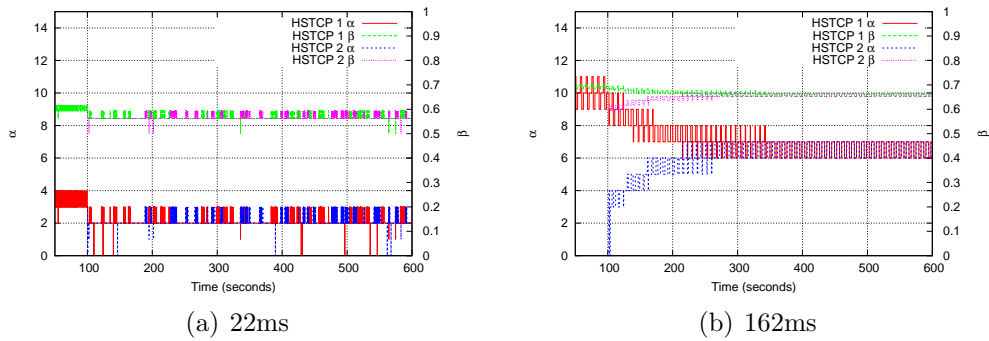 14
12
10
8
6
4
2
0
α
1
0.9
0.8
0.7
0.6
0.5
0.4
0.3
0.2
0.1
0
β
HSTCP 1 α
HSTCP 1 β
HSTCP 2 α
HSTCP 2 β
100 200 300 400 500 600
Time (seconds)
(a) 22ms
14
12
10
8
6
4
2
0
α
1
0.9
0.8
0.7
0.6
0.5
0.4
0.3
0.2
0.1
0
β
HSTCP 1 α
HSTCP 1 β
HSTCP 2 α
HSTCP 2 β
100 200 300 400 500 600
Time (seconds)
(b) 162ms